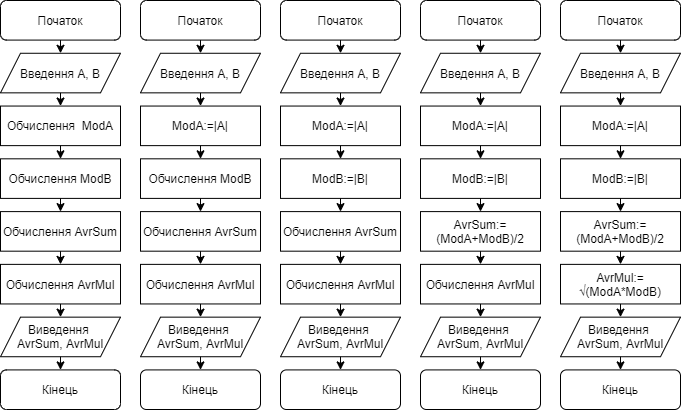 Початок
Введення A, B
Обчислення ModA
Обчислення ModB
Обчислення AvrSum
Обчислення AvrMul
Виведення
AvrSum, AvrMul
Кінець
Початок
Введення A, B
ModA:=|A|
Обчислення ModB
Обчислення AvrSum
Обчислення AvrMul
Виведення
AvrSum, AvrMul
Кінець
Початок
Введення A, B
ModA:=|A|
ModB:=|B|
Обчислення AvrSum
Обчислення AvrMul
Виведення
AvrSum, AvrMul
Кінець
Початок
Введення A, B
ModA:=|A|
ModB:=|B|
AvrSum:=
(ModA+ModB)/2
Обчислення AvrMul
Виведення
AvrSum, AvrMul
Кінець
Початок
Введення A, B
ModA:=|A|
ModB:=|B|
AvrSum:=
(ModA+ModB)/2
AvrMul:=
√(ModA*ModB)
Виведення
AvrSum, AvrMul
Кінець